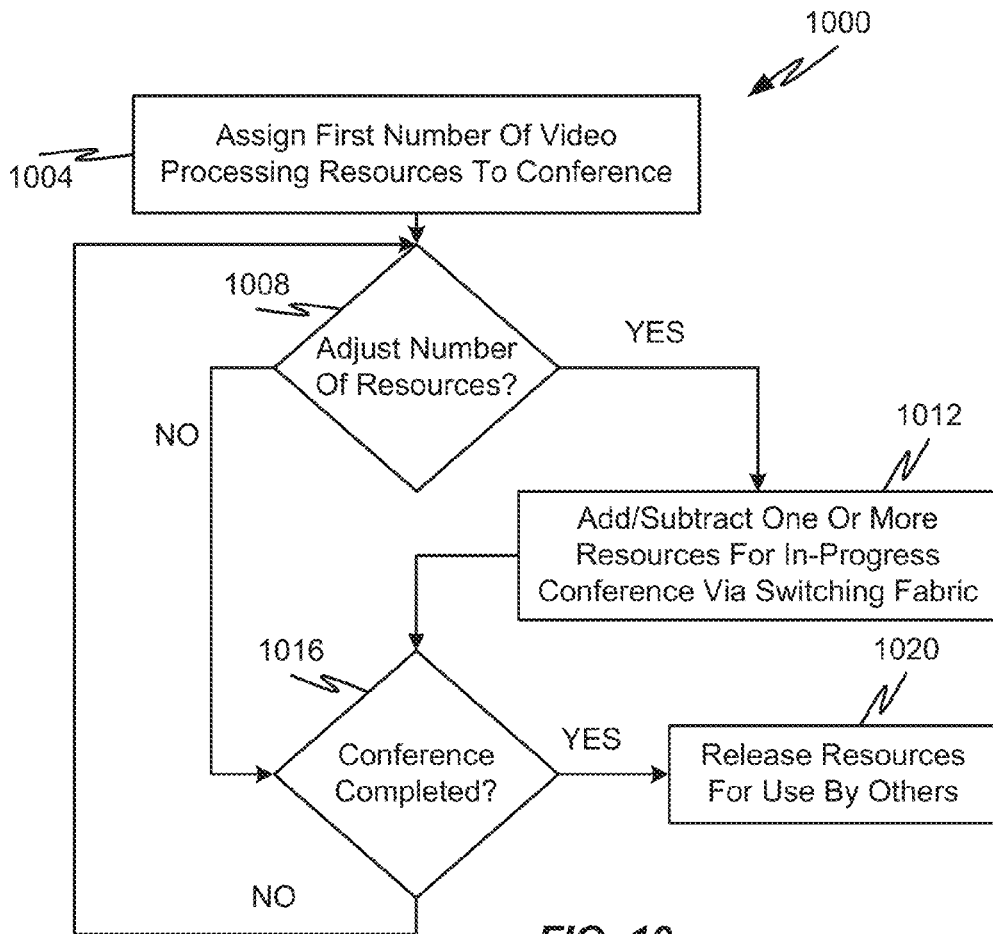 1000
Assign First Number Of Video
Processing Resources To Conference
1004
1008
Adjust Number
Of Resources?
YES
NO
1012
Add/Subtract One Or More
Resources For In-Progress
Conference Via Switching Fabric
1016
Conference
Completed?
YES
1020
Release Resources
For Use By Others
NO
FIG. 10